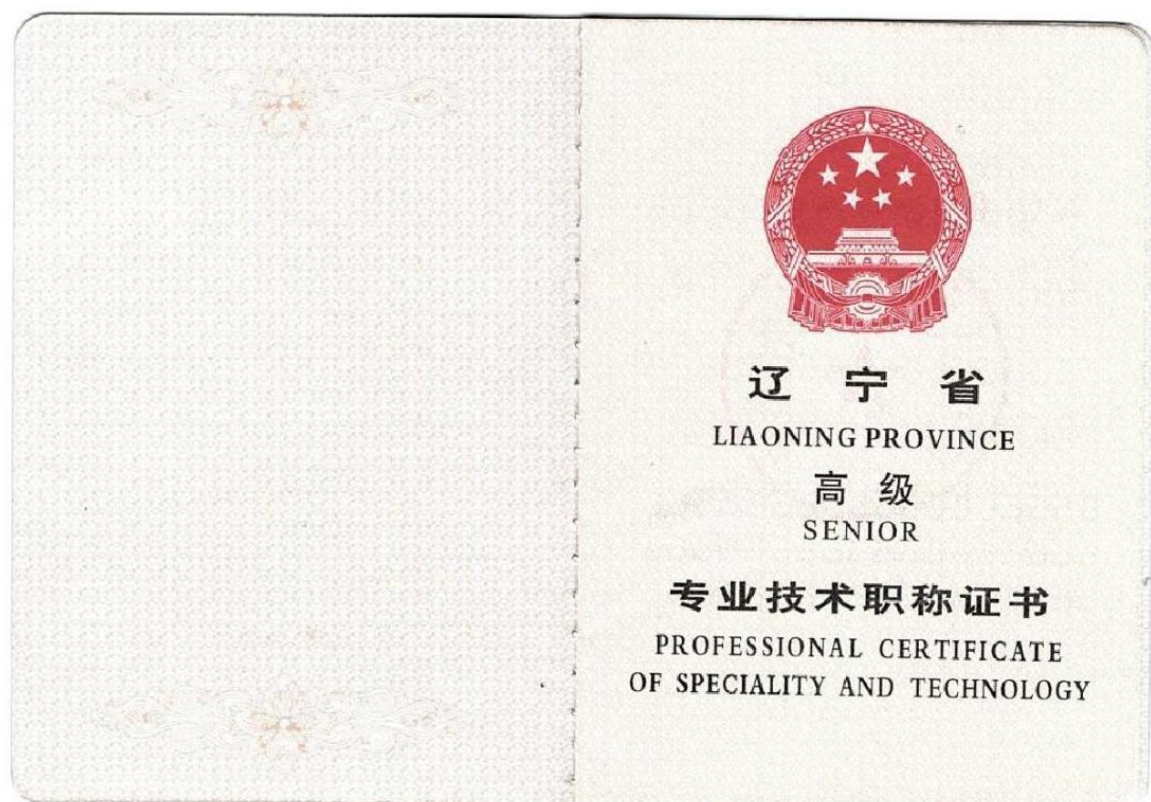 辽宁省
LIAONING PROVINCE
高级
SENIOR
专业技术职称证书
PROFESSIONAL CERTIFICATE
OF SPECIALITY AND TECHNOLOGY